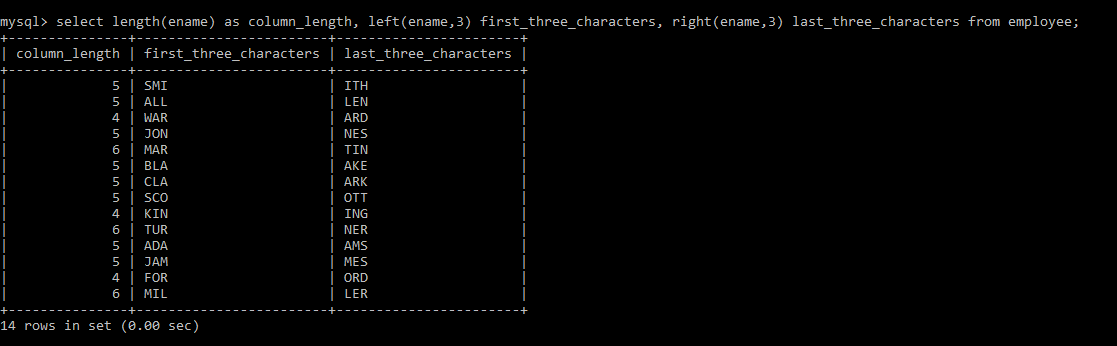 mysql> select length(ename) as column_length, left(ename,3) first_three_characters, right(ename,3) last_three_characters from employee;
+---------------+------------------------+-----------------------+
| column_length | first_three_characters | last_three_characters |
+---------------+------------------------+-----------------------+
|             5 | SMI                    | ITH                   |
|             5 | ALL                    | LEN                   |
|             4 | WAR                    | ARD                   |
|             5 | JON                    | NES                   |
|             6 | MAR                    | TIN                   |
|             5 | BLA                    | AKE                   |
|             5 | CLA                    | ARK                   |
|             5 | SCO                    | OTT                   |
|             4 | KIN                    | ING                   |
|             6 | TUR                    | NER                   |
|             5 | ADA                    | AMS                   |
|             5 | JAM                    | MES                   |
|             4 | FOR                    | ORD                   |
|             6 | MIL                    | LER                   |
+---------------+------------------------+-----------------------+
14 rows in set (0.00 sec)